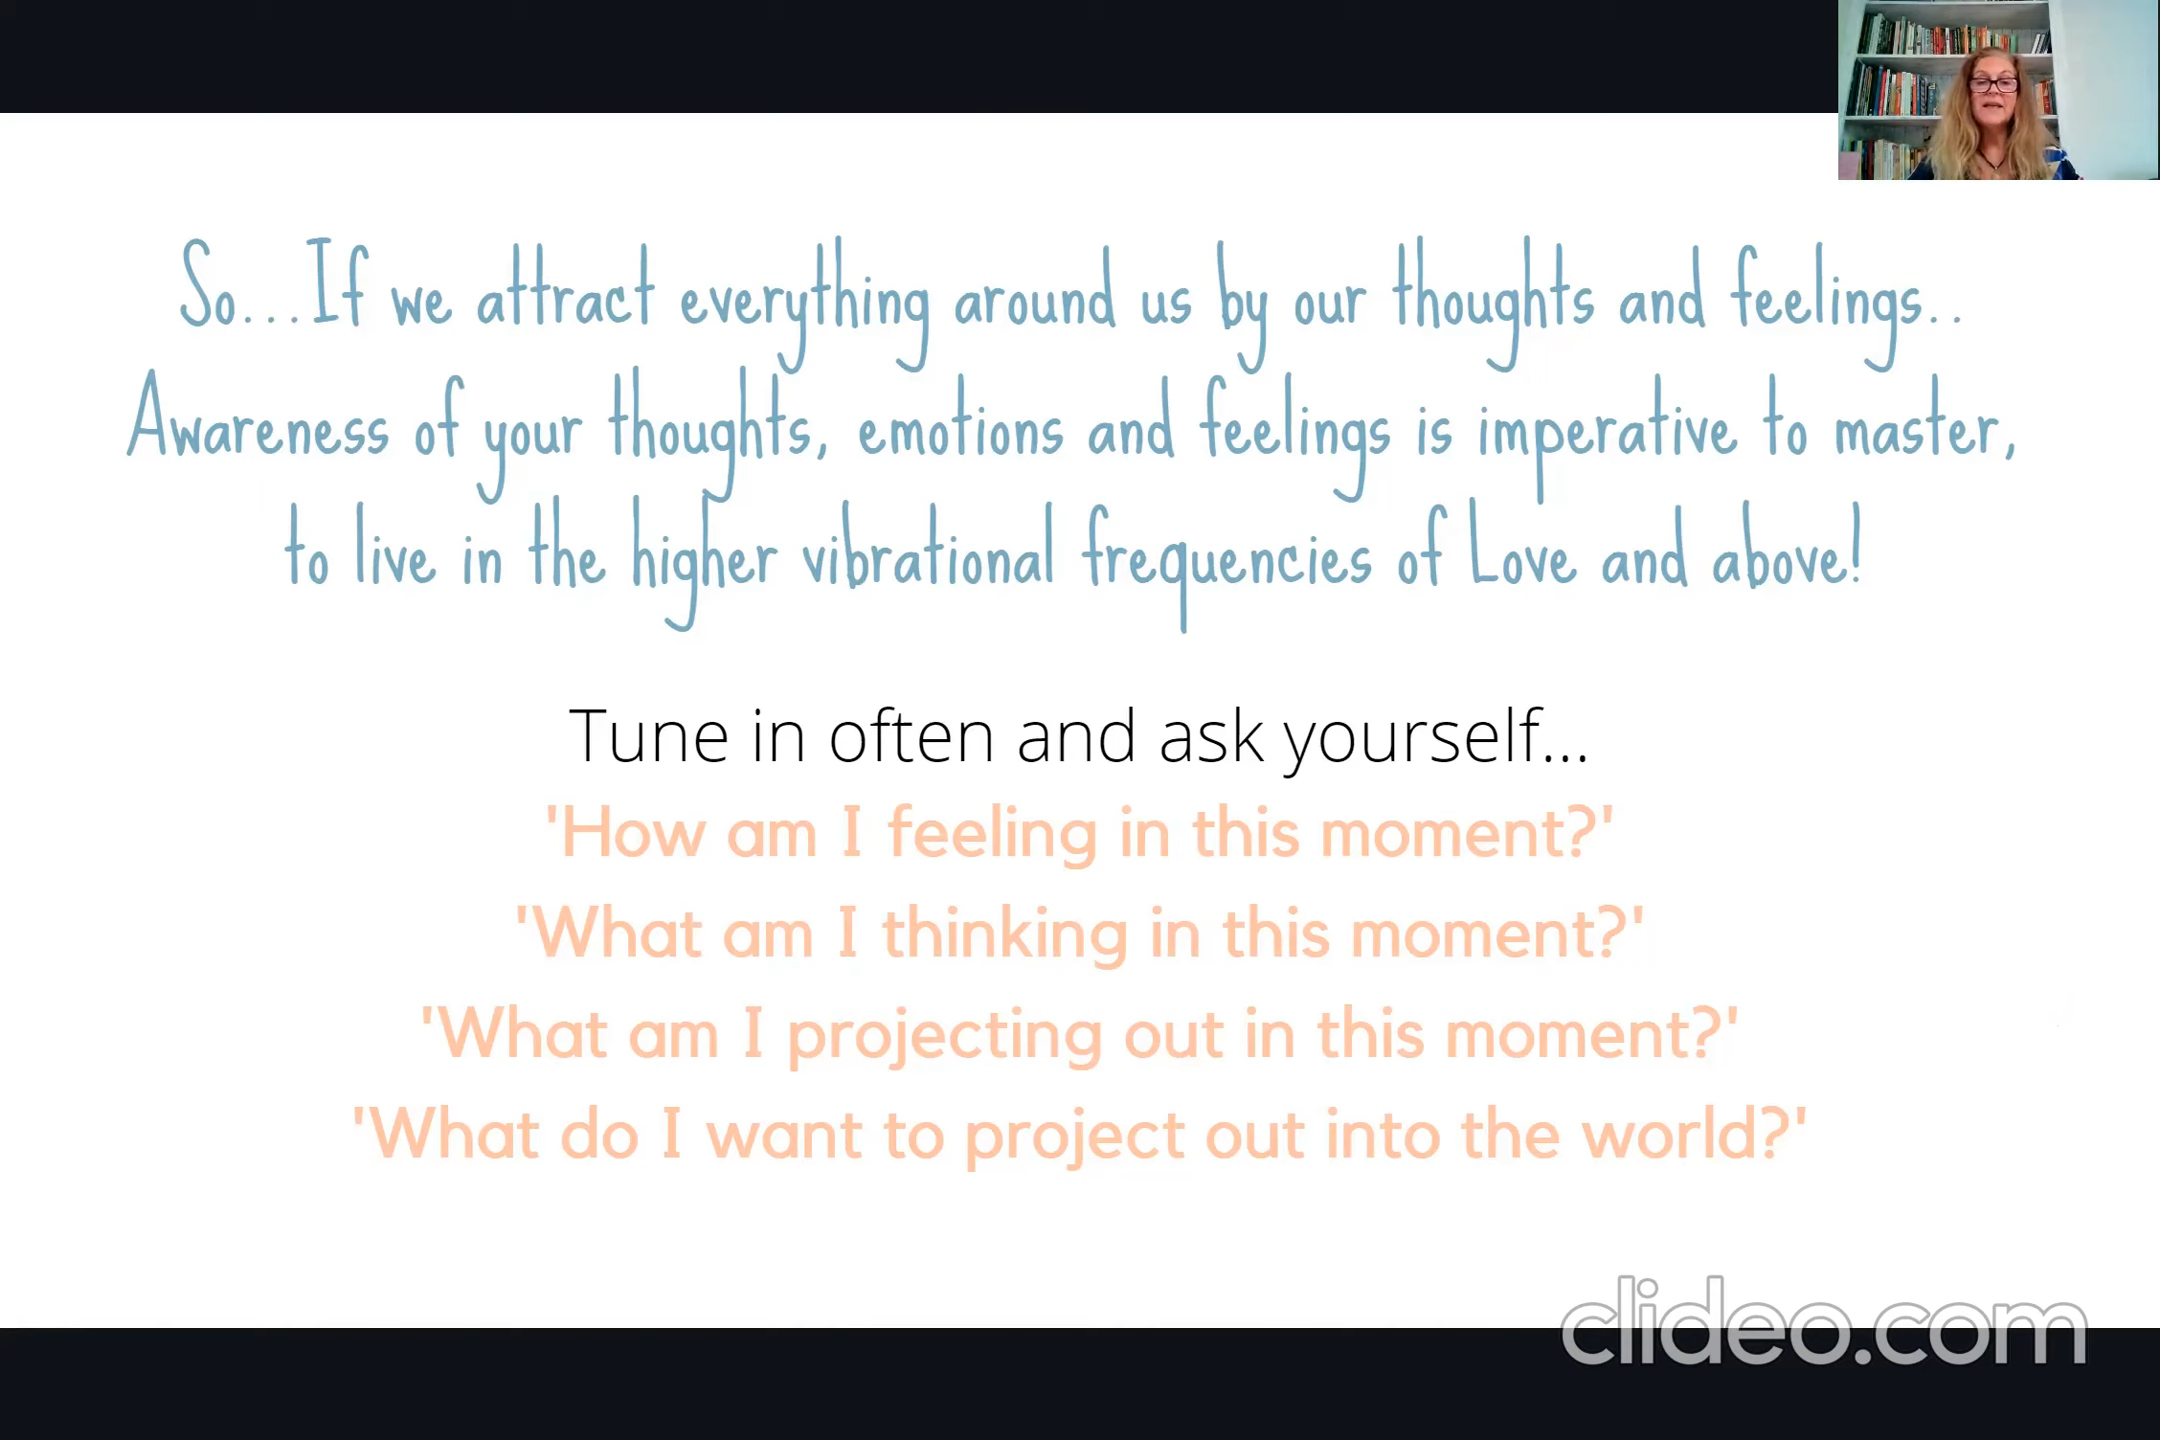 So...If we attract everything around us by our thoughts and feelings..
Awareness of your thoughts, emotions and feelings is imperative to master,
to live in the higher vibrational frequencies of Love and above!
Tune in often and ask yourself...
'How am I feeling in this moment?'
'What am I thinking in this moment?'
'What am I projecting out in this moment?'
'What do I want to project out into the world?'
clideo.com